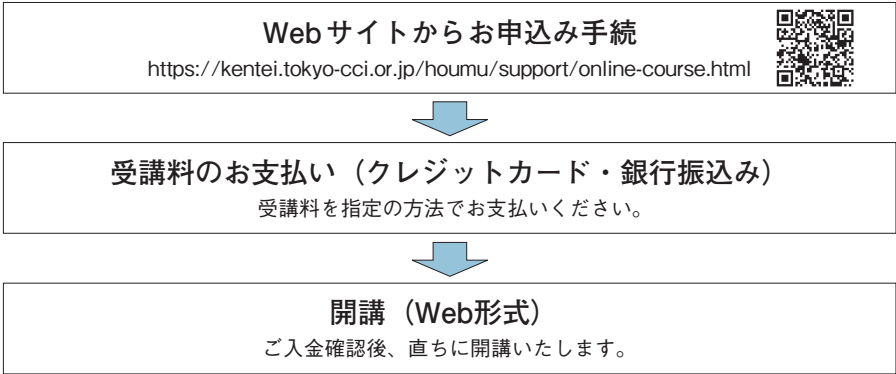 Webサイトからお申込み手続
https://kentei.tokyo-cci.or.jp/houmu/support/online-course.html
受講料のお支払い（クレジットカード・銀行振込み）
受講料を指定の方法でお支払いください。
開講（Web形式）
ご入金確認後、直ちに開講いたします。